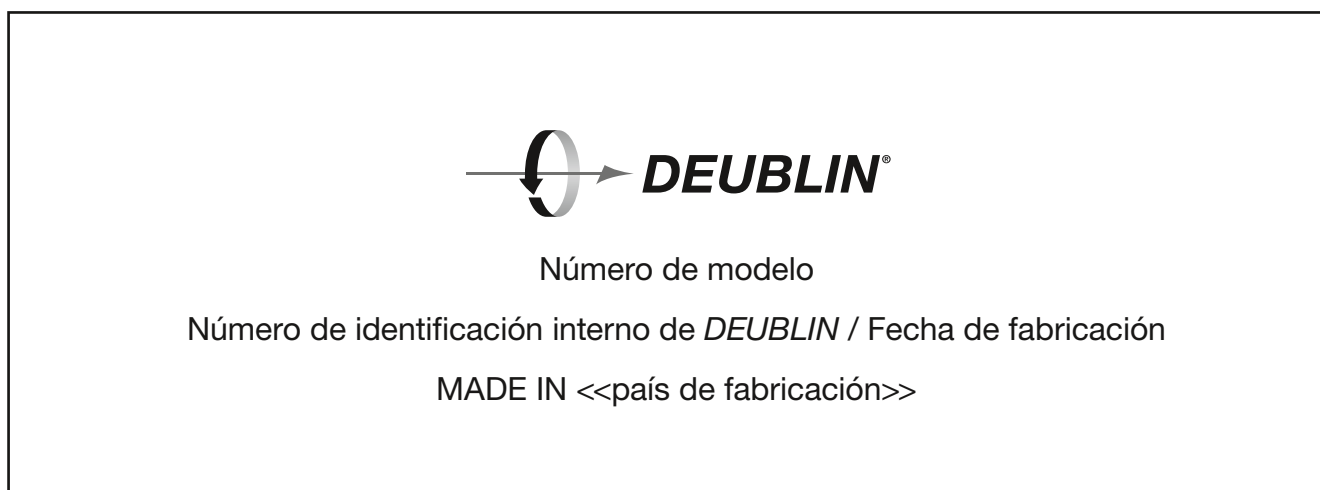 DEUBLIN®
Número de modelo
Número de identificación interno de DEUBLIN / Fecha de fabricación
MADE IN <<país de fabricación>>